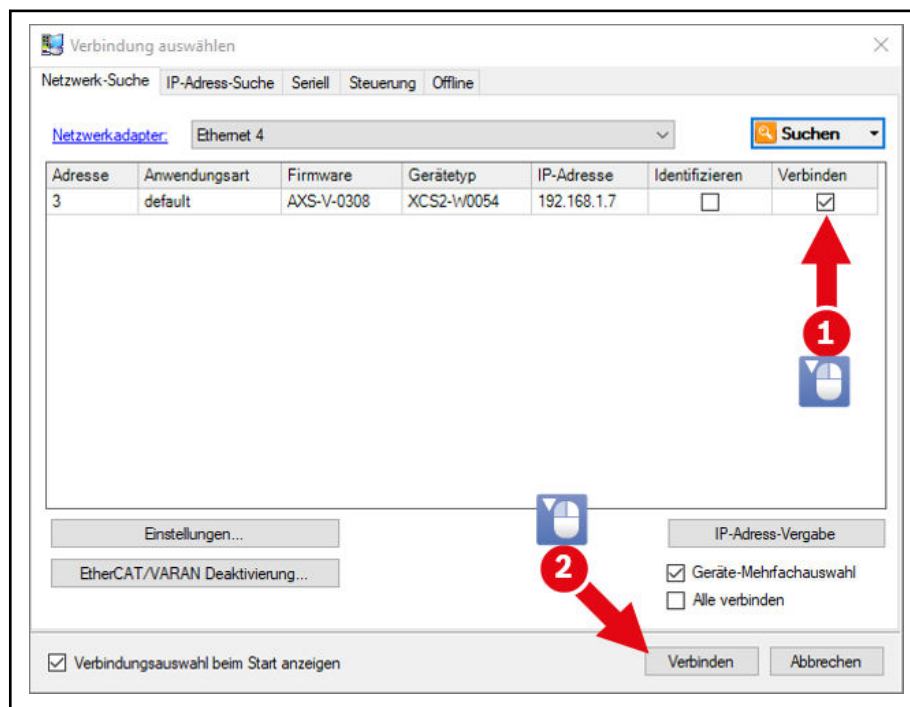 Verbindung auswählen
Netzwerk-Suche IP-Adress-Suche Seriell Steuerung Offline
Netzwerkadapter: Ethernet 4 Suchen
Adresse Anwendungsart Firmware Gerätetyp IP-Adresse Identifizieren Verbinden
3 default AXS-V-0308 XCS2-W0054 192.168.1.7
1
Einstellungen... IP-Adress-Vergabe
EtherCAT/VARAN Deaktivierung... 2 Geräte-Mehrfachauswahl
Alle verbinden
Verbindungsauswahl beim Start anzeigen Verbinden Abbrechen